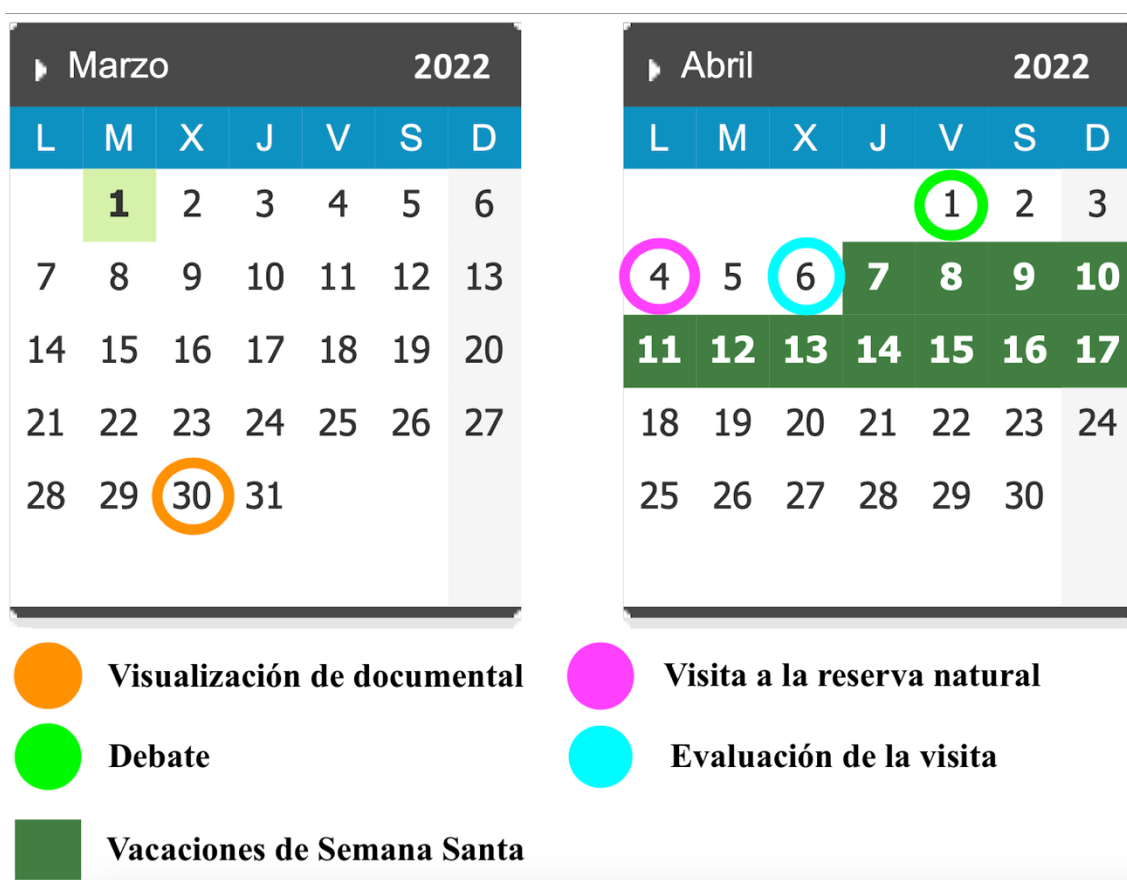 Marzo 2022
L M X J V S D
1 2 3 4 5 6
7 8 9 10 11 12 13
14 15 16 17 18 19 20
21 22 23 24 25 26 27
28 29 30 31
Abril 2022
L M X J V S D
1 2 3
4 5 6 7 8 9 10
11 12 13 14 15 16 17
18 19 20 21 22 23 24
25 26 27 28 29 30
Visualización de documental
Visita a la reserva natural
Debate
Evaluación de la visita
Vacaciones de Semana Santa